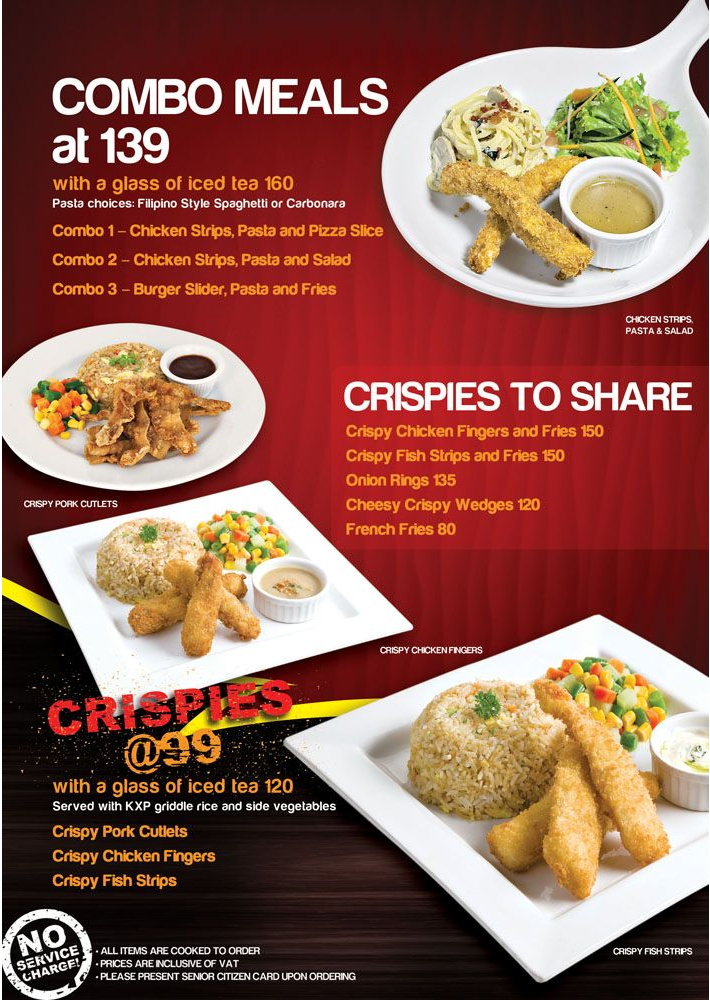 COMBO MEALS
at 139
with a glass of iced tea 160
Pasta choices: Filipino Style Spaghetti or Carbonara
Combo 1 – Chicken Strips, Pasta and Pizza Slice
Combo 2 – Chicken Strips, Pasta and Salad
Combo 3 – Burger Slider, Pasta and Fries
CHICKEN STRIPS,
PASTA & SALAD
CRISPY PORK CUTLETS
CRISPIES TO SHARE
Crispy Chicken Fingers and Fries 150
Crispy Fish Strips and Fries 150
Onion Rings 135
Cheesy Crispy Wedges 120
French Fries 80
CRISPY CHICKEN FINGERS
CRISPIES
@99
with a glass of iced tea 120
Served with KXP griddle rice and side vegetables
Crispy Pork Cutlets
Crispy Chicken Fingers
Crispy Fish Strips
CRISPY FISH STRIPS
NO
SERVICE
CHARGE!
· ALL ITEMS ARE COOKED TO ORDER
· PRICES ARE INCLUSIVE OF VAT
· PLEASE PRESENT SENIOR CITIZEN CARD UPON ORDERING